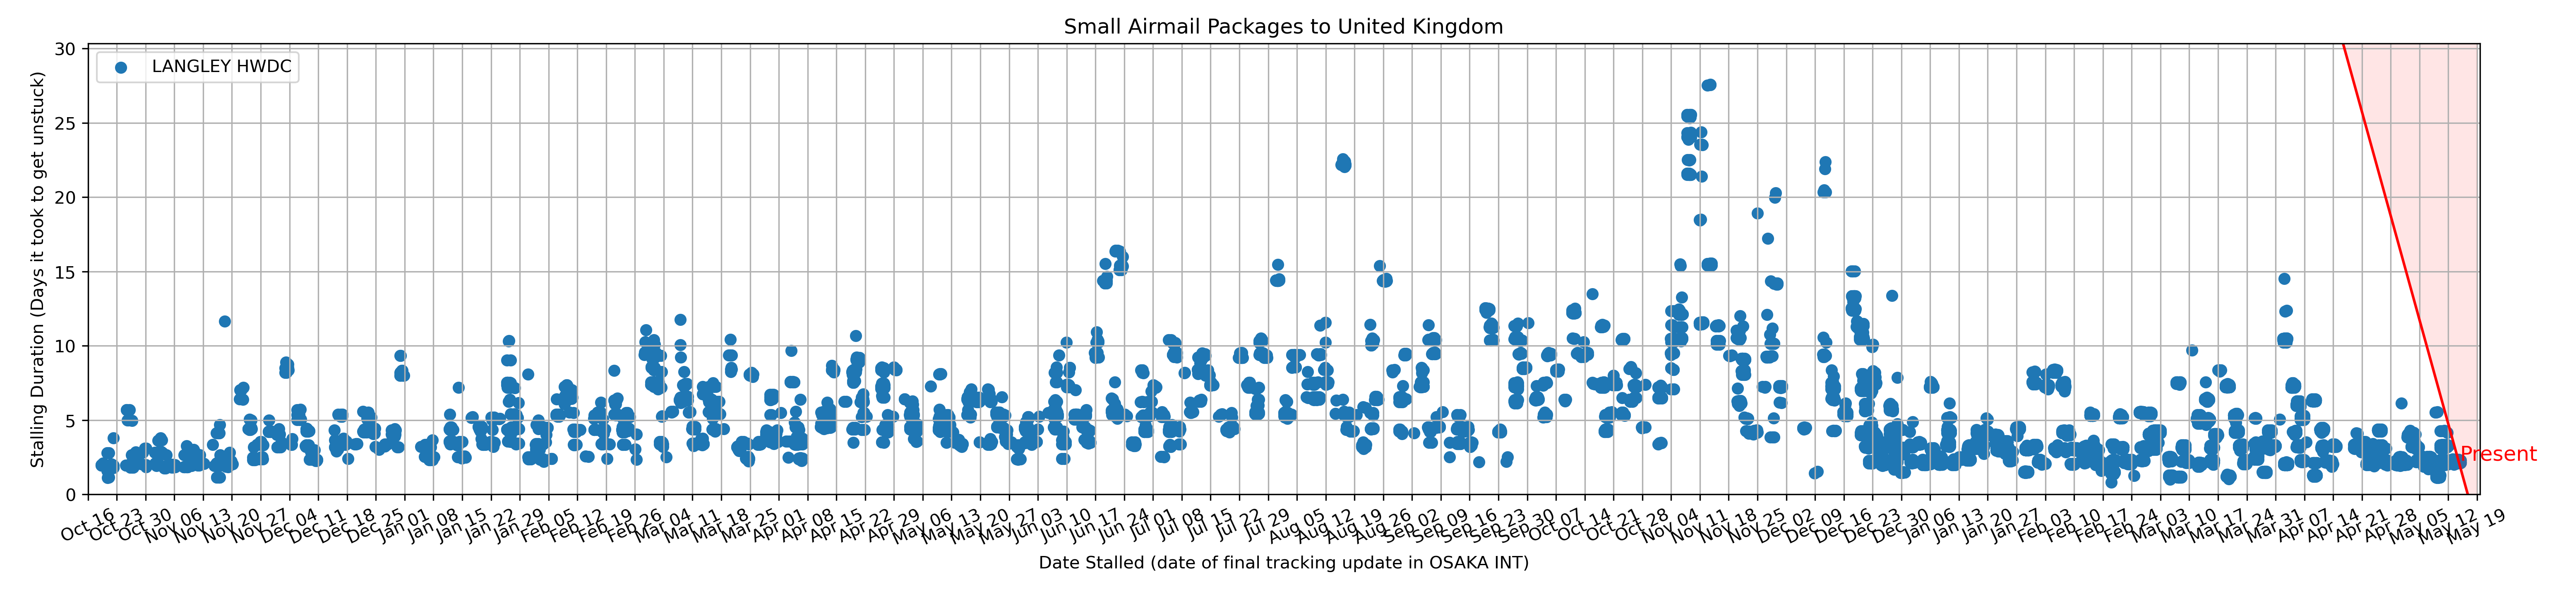 Small Airmail Packages to United Kingdom
LANGLEY HWDC
Stalling Duration (Days it took to get unstuck)
30
25
20
15
10
5
0
Present
Oct 16
Oct 23
Oct 30
Nov 06
Nov 13
Nov 20
Nov 27
Dec 04
Dec 11
Dec 18
Dec 25
Jan 01
Jan 08
Jan 15
Jan 22
Jan 29
Feb 05
Feb 12
Feb 19
Feb 26
Mar 04
Mar 11
Mar 18
Mar 25
Apr 01
Apr 08
Apr 15
Apr 22
Apr 29
May 06
May 13
May 20
May 27
Jun 03
Jun 10
Jun 17
Jun 24
Jul 01
Jul 08
Jul 15
Jul 22
Jul 29
Aug 05
Aug 12
Aug 19
Aug 26
Sep 02
Sep 09
Sep 16
Sep 23
Sep 30
Oct 07
Oct 14
Oct 21
Oct 28
Nov 04
Nov 11
Nov 18
Nov 25
Dec 02
Dec 09
Dec 16
Dec 23
Dec 30
Jan 06
Jan 13
Jan 20
Jan 27
Feb 03
Feb 10
Feb 17
Feb 24
Mar 03
Mar 10
Mar 17
Mar 24
Mar 31
Apr 07
Apr 14
Apr 21
Apr 28
May 05
May 12
May 19
Date Stalled (date of final tracking update in OSAKA INT)